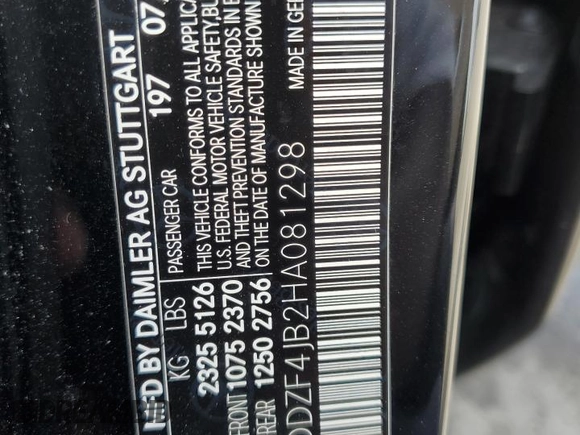 MFD BY DAIMLER AG STUTTGART
197 07
KG LBS PASSENGER CAR
2325 5126 THIS VEHICLE CONFORMS TO ALL APPLICA
FRONT 1075 2370 U.S. FEDERAL MOTOR VEHICLE SAFETY, BU
REAR 1250 2756 AND THEFT PREVENTION STANDARDS IN E
ON THE DATE OF MANUFACTURE SHOWN
MADE IN GE
DZF4JB2HA081298